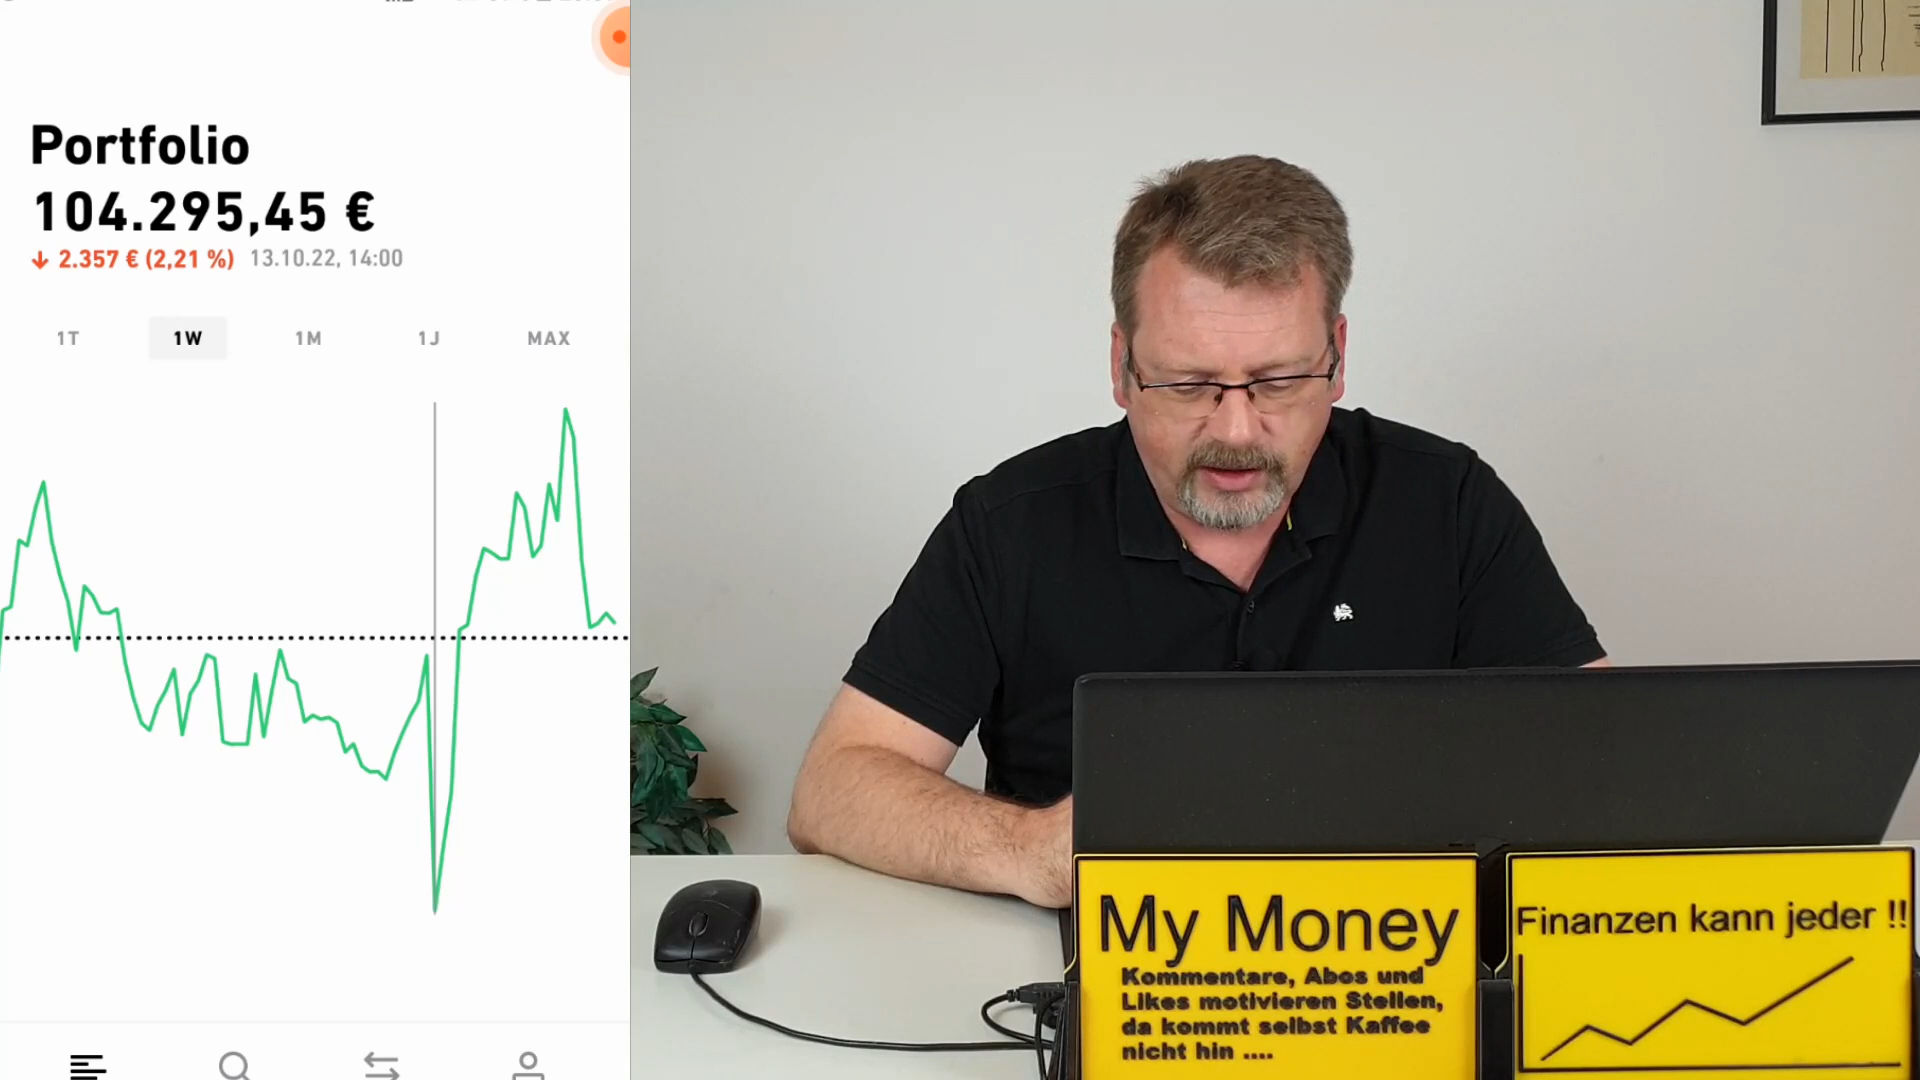 Portfolio
104.295,45 €
↓ 2.357 € (2,21 %) 13.10.22, 14:00
1T 1W 1M 1J MAX
My Money
Kommentare, Abos und
Likes motivieren Stellen,
da kommt selbst Kaffee
nicht hin ....
Finanzen kann jeder !!